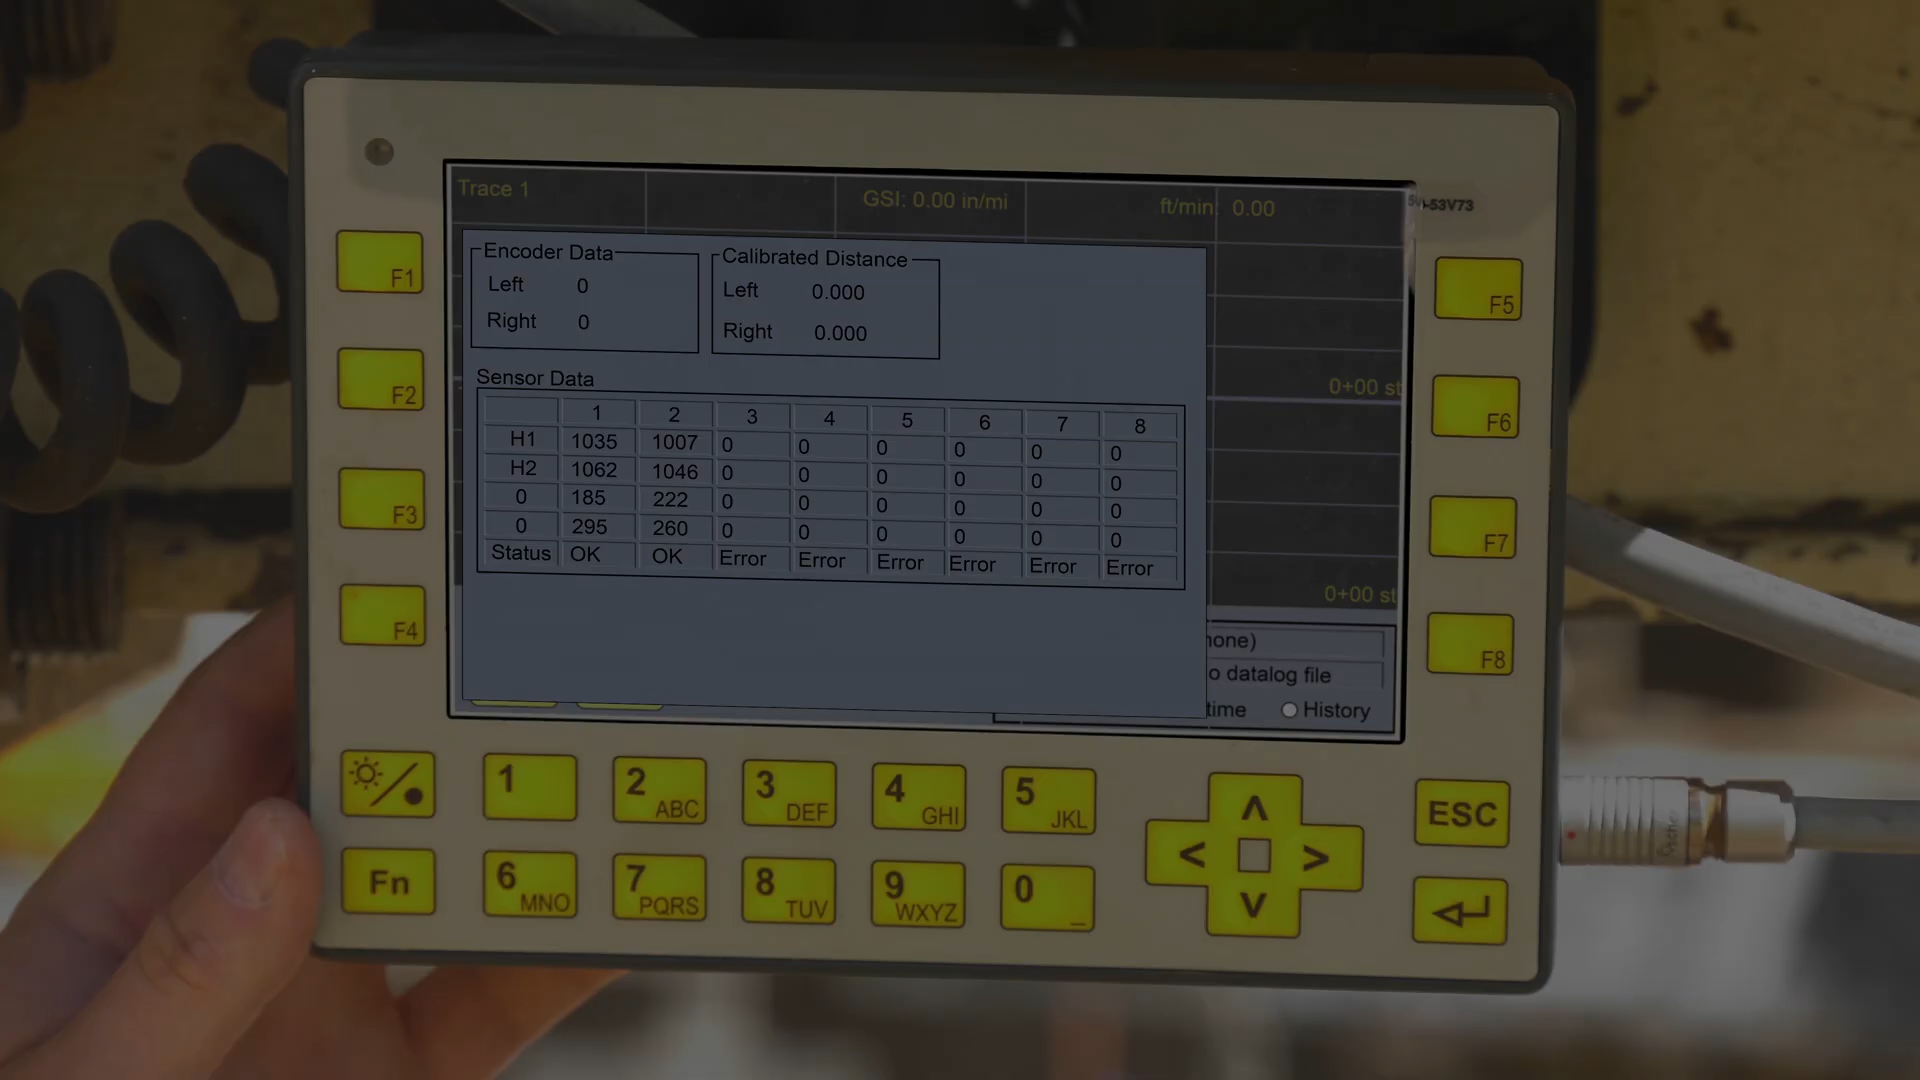 Trace 1 GSI: 0.00 in/mi ft/min 0.00
53V73
Encoder Data
Left 0
Right 0
Calibrated Distance
Left 0.000
Right 0.000
Sensor Data
1 2 3 4 5 6 7 8
H1 1035 1007 0 0 0 0 0 0
H2 1062 1046 0 0 0 0 0 0
0 185 222 0 0 0 0 0 0
0 295 260 0 0 0 0 0 0
Status OK OK Error Error Error Error Error Error
0+00 st
0+00 st
one)
o datalog file
time History
F1
F2
F3
F4
F5
F6
F7
F8
1 2 ABC 3 DEF 4 GHI 5 JKL ESC
Fn 6 MNO 7 PQRS 8 TUV 9 WXYZ 0 _
< > ʌ v